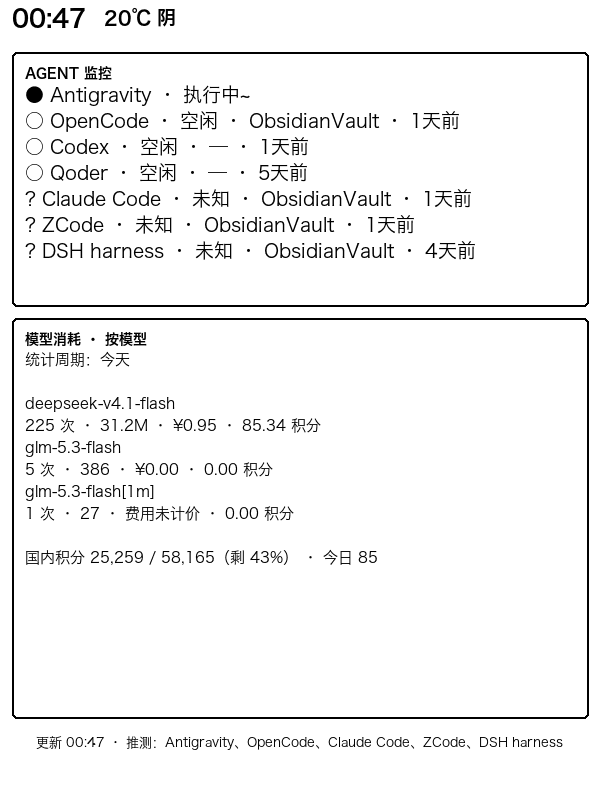 00:47 20℃ 阴
AGENT 监控
● Antigravity · 执行中~
○ OpenCode · 空闲 · ObsidianVault · 1天前
○ Codex · 空闲 · — · 1天前
○ Qoder · 空闲 · — · 5天前
? Claude Code · 未知 · ObsidianVault · 1天前
? ZCode · 未知 · ObsidianVault · 1天前
? DSH harness · 未知 · ObsidianVault · 4天前
模型消耗 · 按模型
统计周期：今天
deepseek-v4.1-flash
225 次 · 31.2M · ¥0.95 · 85.34 积分
glm-5.3-flash
5 次 · 386 · ¥0.00 · 0.00 积分
glm-5.3-flash[1m]
1 次 · 27 · 费用未计价 · 0.00 积分
国内积分 25,259 / 58,165（剩 43%） · 今日 85
更新 00:47 · 推测：Antigravity、OpenCode、Claude Code、ZCode、DSH harness